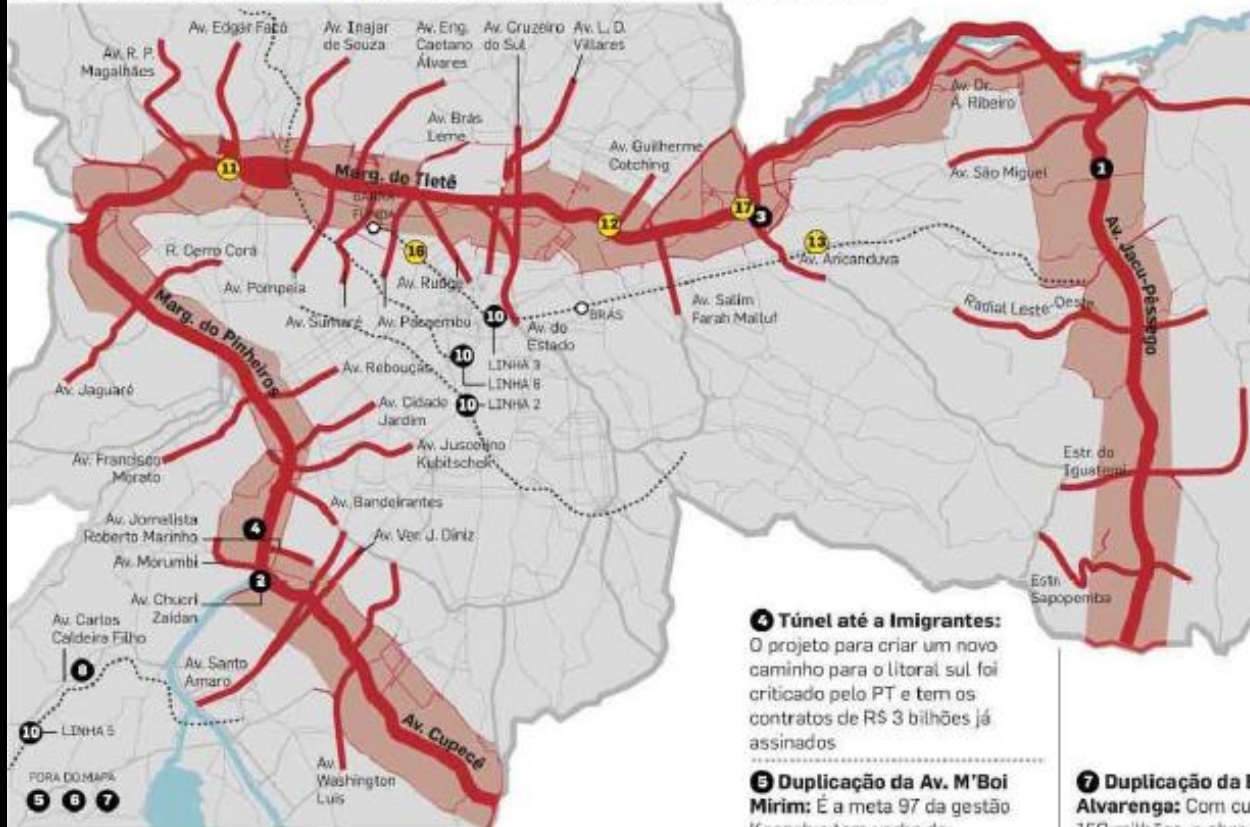 Av. R. P.
Magalhães
Av. Edgar Facó
Av. Inajar
de Souza
Av. Eng.
Caetano
Álvares
Av. Cruzeiro
do Sul
Av. L. D.
Villares
Av. Brás
Leme
Av. Guilherme
Cotching
Av. Dr.
A. Ribeiro
Av. São Miguel
1
11
Marg. do Tietê
BARRA
FUNDA
12
17
3
13
Av. Aricanduva
Av. Jacu-Pêssego
R. Cerro Corá
16
Av. Pompeia
Av. Rudge
Av. Sumaré
Av. Pacaembu
10
LINHA 3
Av. do
Estado
BRÁS
Av. Salim
Farah Malluf
Radial Leste-Oeste
Marg. do Pinheiros
10
LINHA 6
10
LINHA 2
Av. Jaguaré
Av. Rebouças
Av. Cidade
Jardim
Av. Juscelino
Kubitschek
Av. Francisco
Morato
Estr. do
Iguatemi
Av. Bandeirantes
Av. Jornalista
Roberto Marinho
4
Av. Ver. J. Diniz
Av. Morumbi
2
Av. Chucri
Zaidan
Estr.
Sapopemba
Av. Carlos
Caldeira Filho
8
Av. Santo
Amaro
10
LINHA 5
Av. Cupecê
Av.
Washington
Luis
FORA DO MAPA
5 6 7
4 Túnel até a Imigrantes:
O projeto para criar um novo
caminho para o litoral sul foi
criticado pelo PT e tem os
contratos de R$ 3 bilhões já
assinados
5 Duplicação da Av. M'Boi
Mirim: É a meta 97 da gestão
7 Duplicação da
Alvarenga: Com